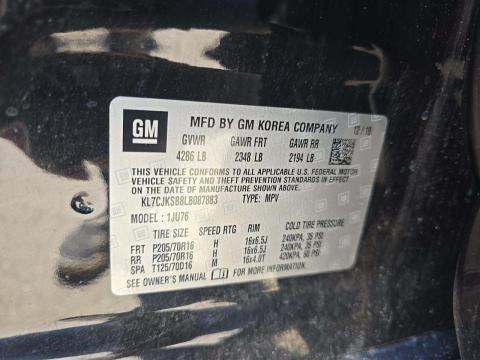 GM
MFD BY GM KOREA COMPANY 12/19
GVWR GAWR FRT GAWR RR
4286 LB 2348 LB 2194 LB
THIS VEHICLE CONFORMS TO ALL APPLICABLE U.S. FEDERAL MOTOR
VEHICLE SAFETY AND THEFT PREVENTION STANDARDS IN EFFECT
ON THE DATE OF MANUFACTURE SHOWN ABOVE.
KL7CJKSB8LB087883 TYPE: MPV
MODEL: 1JU76
TIRE SIZE SPEED RTG RIM COLD TIRE PRESSURE
FRT P205/70R16 H 16x6.5J 240KPA, 35 PSI
RR P205/70R16 H 16x6.5J 240KPA, 35 PSI
SPA T125/70D16 M 16x4.0T 420KPA, 60 PSI
SEE OWNER'S MANUAL